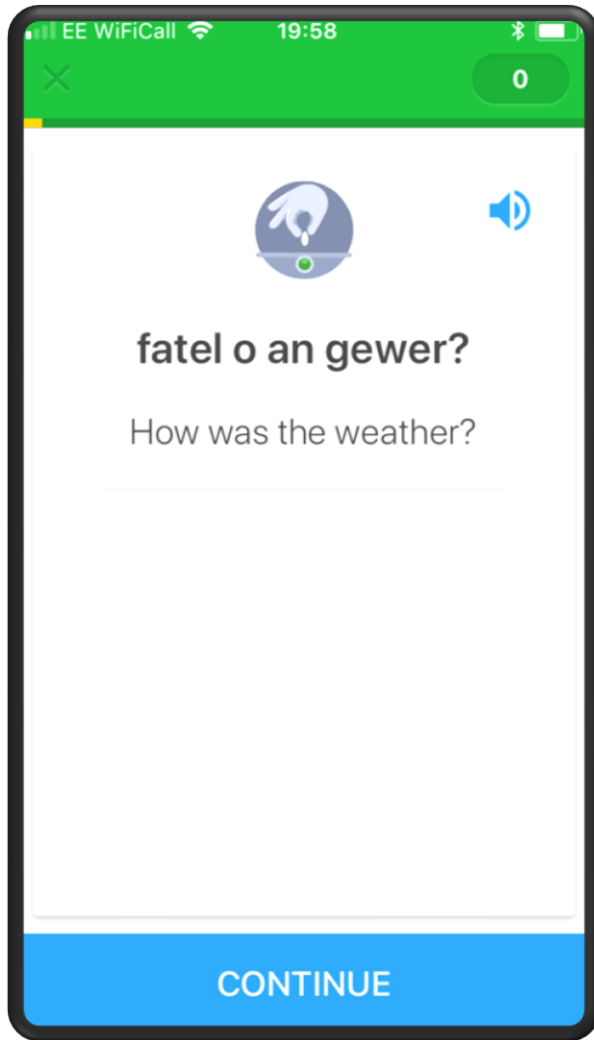 EE WiFiCall 19:58
0
fatel o an gewer?
How was the weather?
CONTINUE